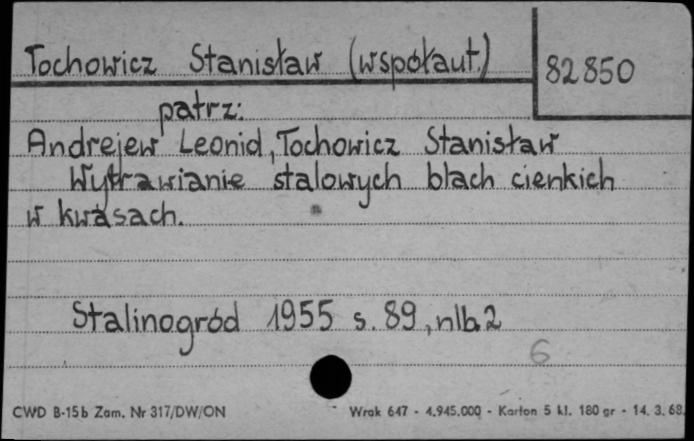 Tochowicz Stanisław (współaut.)
82850
patrz:
Andrejew Leonid, Tochowicz Stanisław
Wytrawianie stalowych blach cienkich
w kwasach.
Stalinogród 1955 s. 89, nlb 2
6
CWD B-15b Zam. Nr 317/DW/ON
Wrak 647 - 4.945.000 - Karton 5 kl. 180 gr - 14. 3. 68.